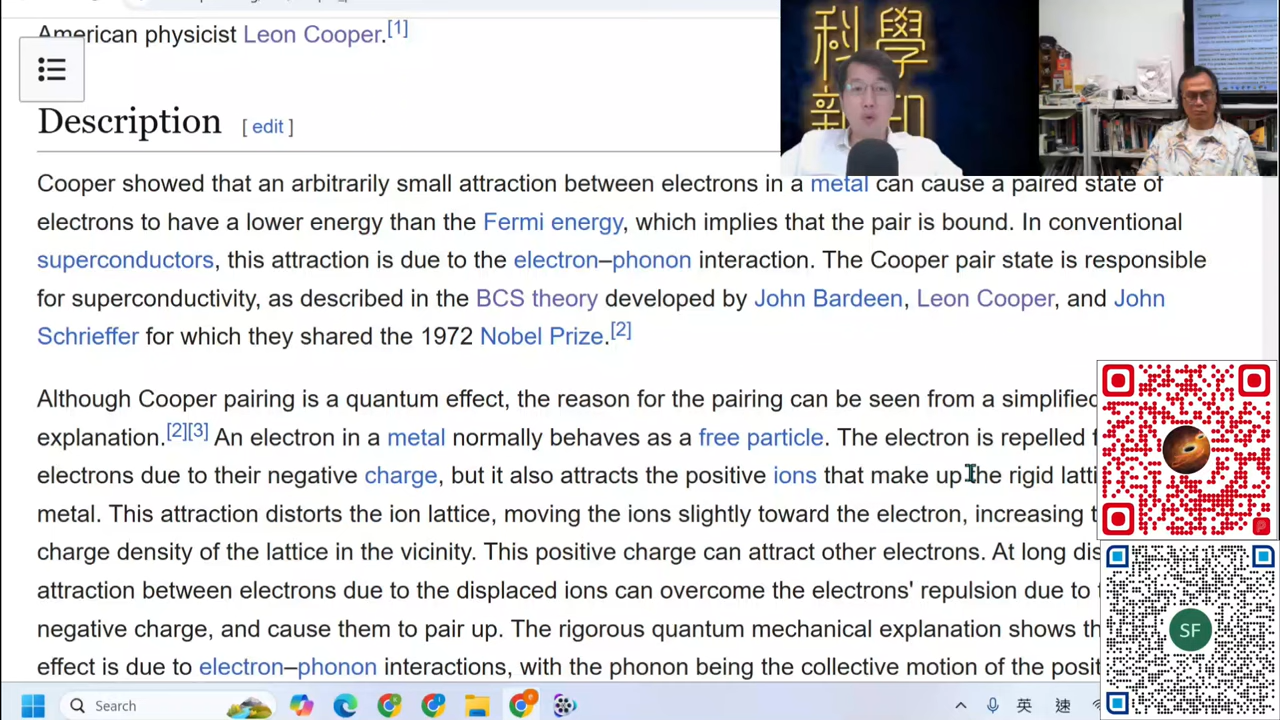 American physicist Leon Cooper.[1]
科學
新知
Description [ edit ]
Cooper showed that an arbitrarily small attraction between electrons in a metal can cause a paired state of
electrons to have a lower energy than the Fermi energy, which implies that the pair is bound. In conventional
superconductors, this attraction is due to the electron–phonon interaction. The Cooper pair state is responsible
for superconductivity, as described in the BCS theory developed by John Bardeen, Leon Cooper, and John
Schrieffer for which they shared the 1972 Nobel Prize.[2]
Although Cooper pairing is a quantum effect, the reason for the pairing can be seen from a simplified
explanation.[2][3] An electron in a metal normally behaves as a free particle. The electron is repelled
electrons due to their negative charge, but it also attracts the positive ions that make up the rigid
metal. This attraction distorts the ion lattice, moving the ions slightly toward the electron, increasing
charge density of the lattice in the vicinity. This positive charge can attract other electrons. At long
attraction between electrons due to the displaced ions can overcome the electrons' repulsion due to
negative charge, and cause them to pair up. The rigorous quantum mechanical explanation shows
effect is due to electron–phonon interactions, with the phonon being the collective motion of the
SF
Search
英
速